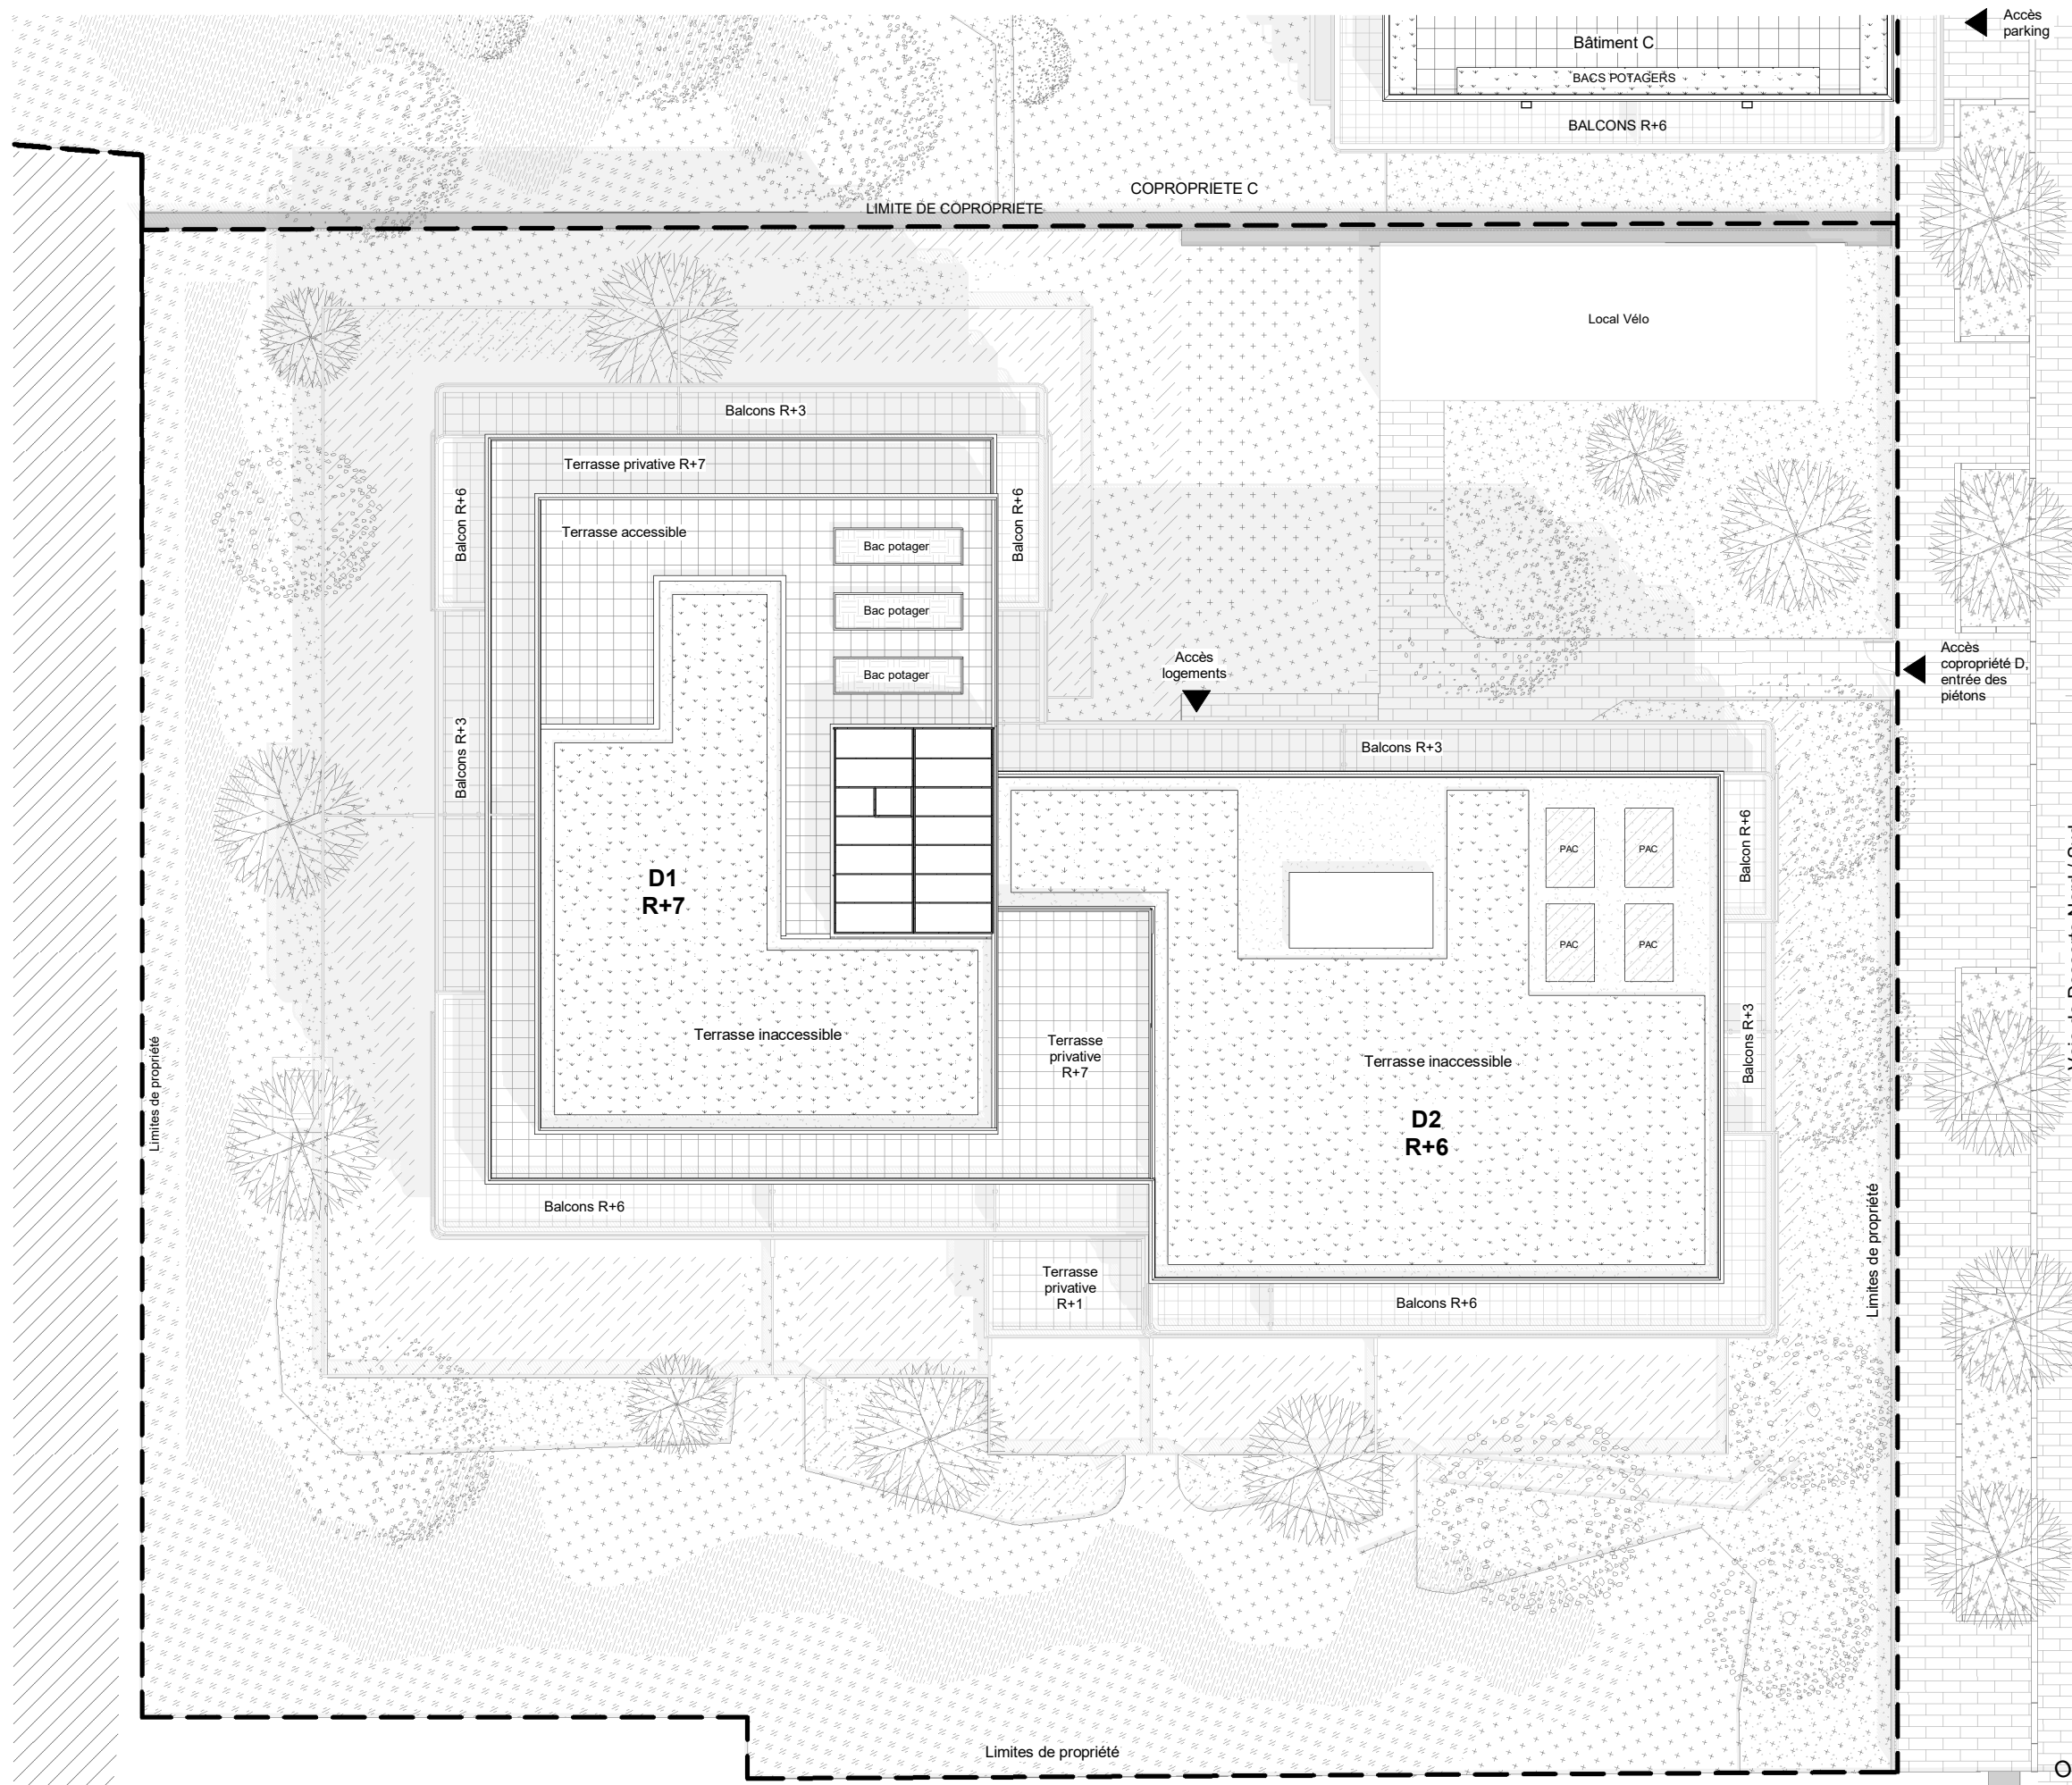 Accès
parking
Bâtiment C
BACS POTAGERS
BALCONS R+6
COPROPRIETE C
LIMITE DE COPROPRIETE
Local Vélo
Balcons R+3
Terrasse privative R+7
Balcon R+6
Balcon R+6
Terrasse accessible
Bac potager
Bac potager
Bac potager
Accès
logements
Accès
copropriété D,
entrée des
piétons
Balcons R+3
Balcons R+3
Balcon R+6
PAC
PAC
PAC
PAC
D1
R+7
Terrasse inaccessible
Terrasse
privative
R+7
Terrasse inaccessible
Balcons R+3
D2
R+6
Limites de propriété
Limites de propriété
Balcons R+6
Terrasse
privative
R+1
Balcons R+6
Limites de propriété